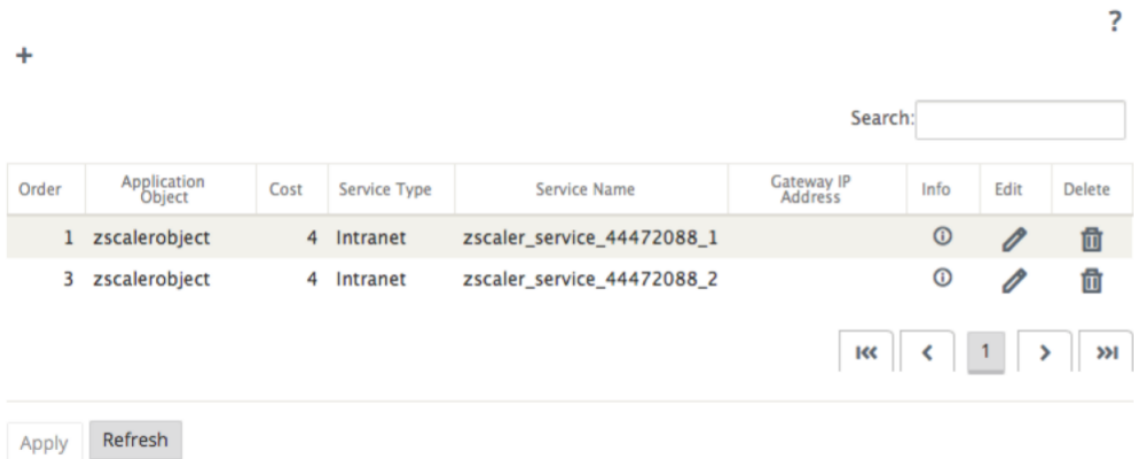 ?
+
Search:
Order Application Object Cost Service Type Service Name Gateway IP Address Info Edit Delete
1 zscalerobject 4 Intranet zscaler_service_44472088_1
3 zscalerobject 4 Intranet zscaler_service_44472088_2
1
Apply Refresh